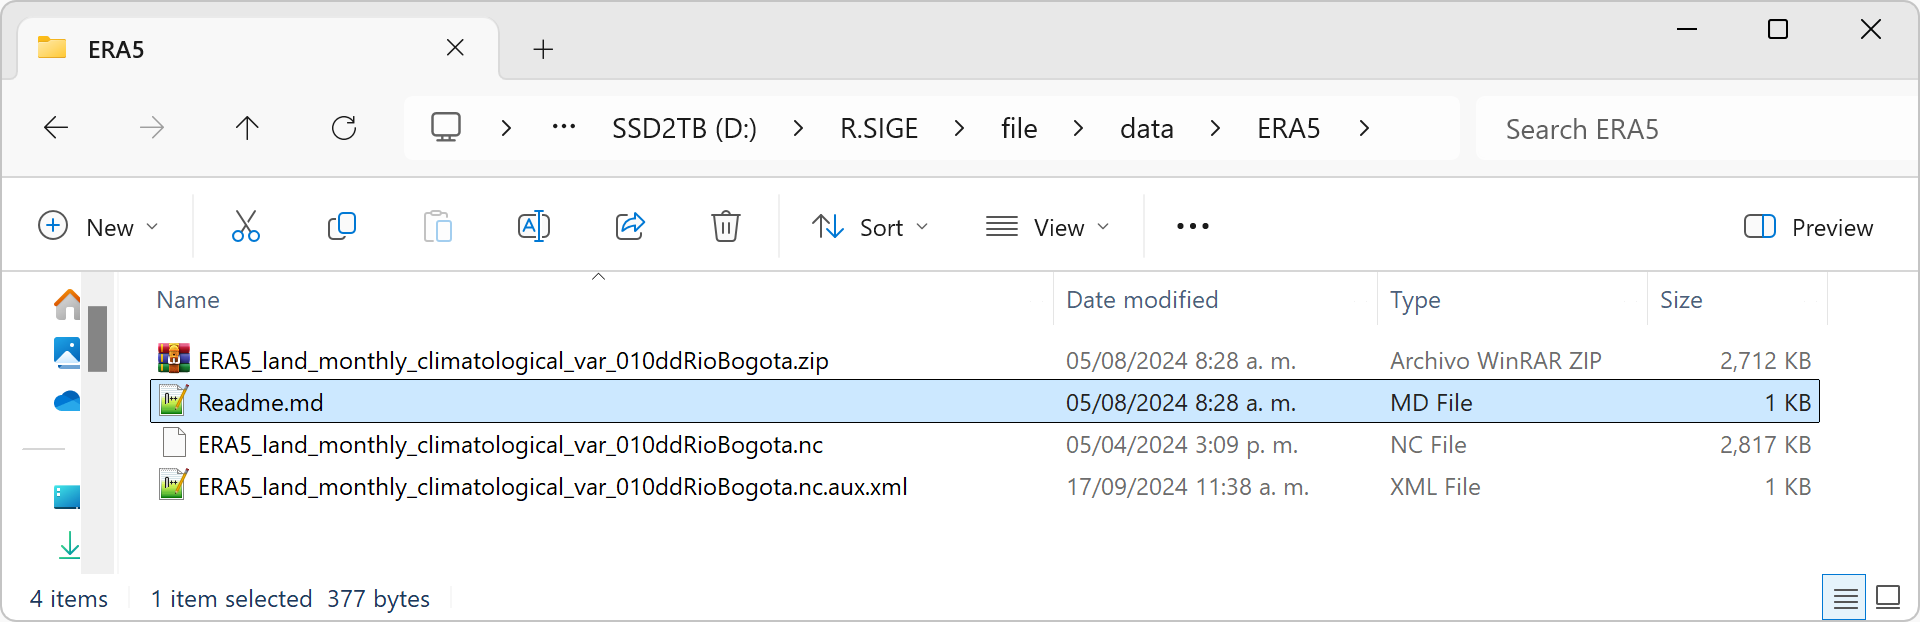 ERA5
SSD2TB (D:) R.SIGE file data ERA5 Search ERA5
New Sort View Preview
Name Date modified Type Size
ERA5_land_monthly_climatological_var_010ddRioBogota.zip 05/08/2024 8:28 a. m. Archivo WinRAR ZIP 2,712 KB
Readme.md 05/08/2024 8:28 a. m. MD File 1 KB
ERA5_land_monthly_climatological_var_010ddRioBogota.nc 05/04/2024 3:09 p. m. NC File 2,817 KB
ERA5_land_monthly_climatological_var_010ddRioBogota.nc.aux.xml 17/09/2024 11:38 a. m. XML File 1 KB
4 items 1 item selected 377 bytes